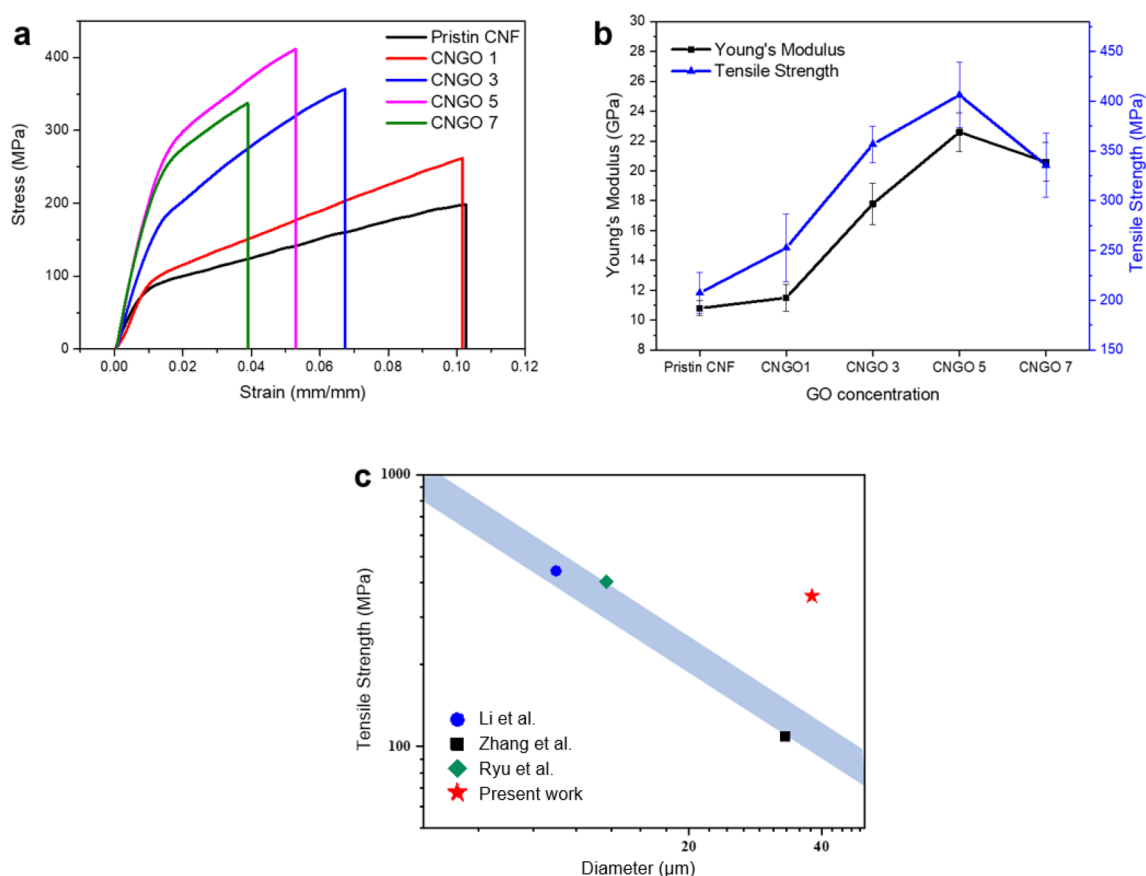 a
Pristin CNF
CNGO 1
CNGO 3
CNGO 5
CNGO 7
400
300
200
100
0
Stress (MPa)
0.00 0.02 0.04 0.06 0.08 0.10 0.12
Strain (mm/mm)
b
Young's Modulus
Tensile Strength
30
28
26
24
22
20
18
16
14
12
10
8
Young's Modulus (GPa)
450
400
350
300
250
200
150
Tensile Strength (MPa)
Pristin CNF CNGO1 CNGO 3 CNGO 5 CNGO 7
GO concentration
c
1000
100
Tensile Strength (MPa)
Li et al.
Zhang et al.
Ryu et al.
Present work
20 40
Diameter (μm)